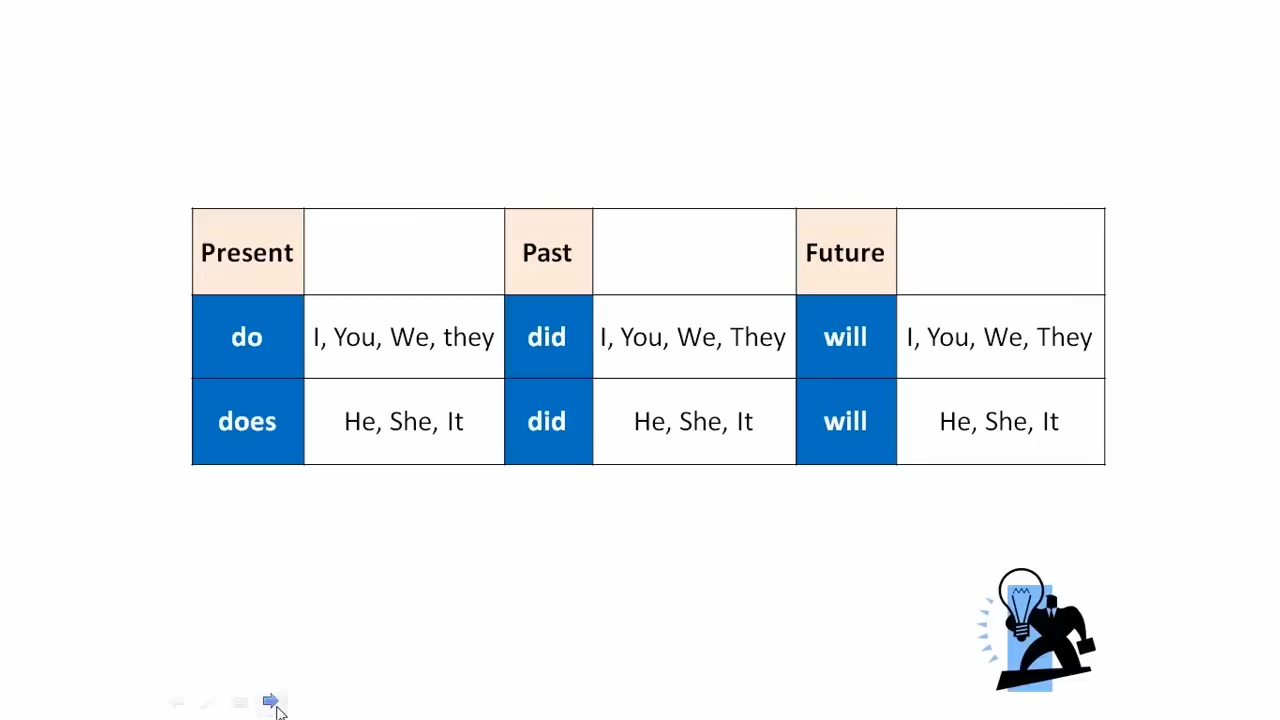 Present Past Future
do I, You, We, they did I, You, We, They will I, You, We, They
does He, She, It did He, She, It will He, She, It